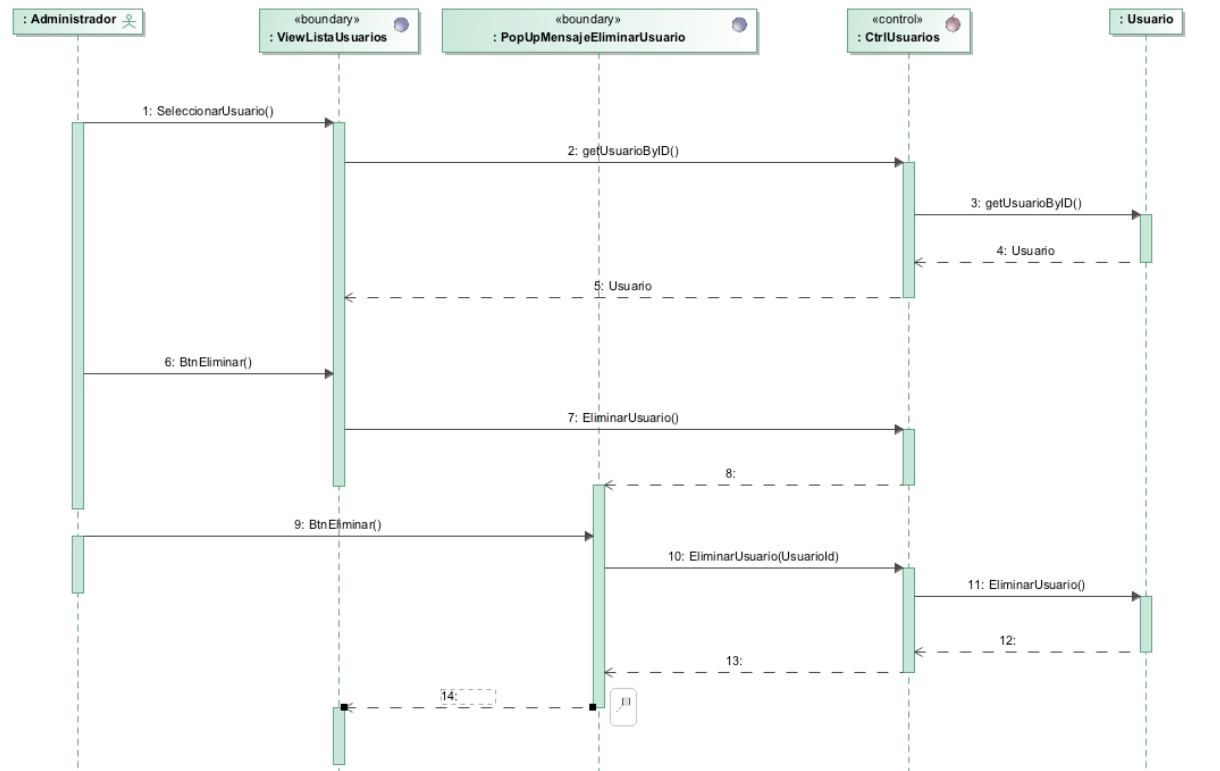 : Administrador
«boundary»
: ViewListaUsuarios
«boundary»
: PopUpMensajeEliminarUsuario
«control»
: CtrlUsuarios
: Usuario
1: SeleccionarUsuario()
2: getUsuarioByID()
3: getUsuarioByID()
4: Usuario
5: Usuario
6: BtnEliminar()
7: EliminarUsuario()
8:
9: BtnEliminar()
10: EliminarUsuario(UsuarioId)
11: EliminarUsuario()
12:
13:
14: